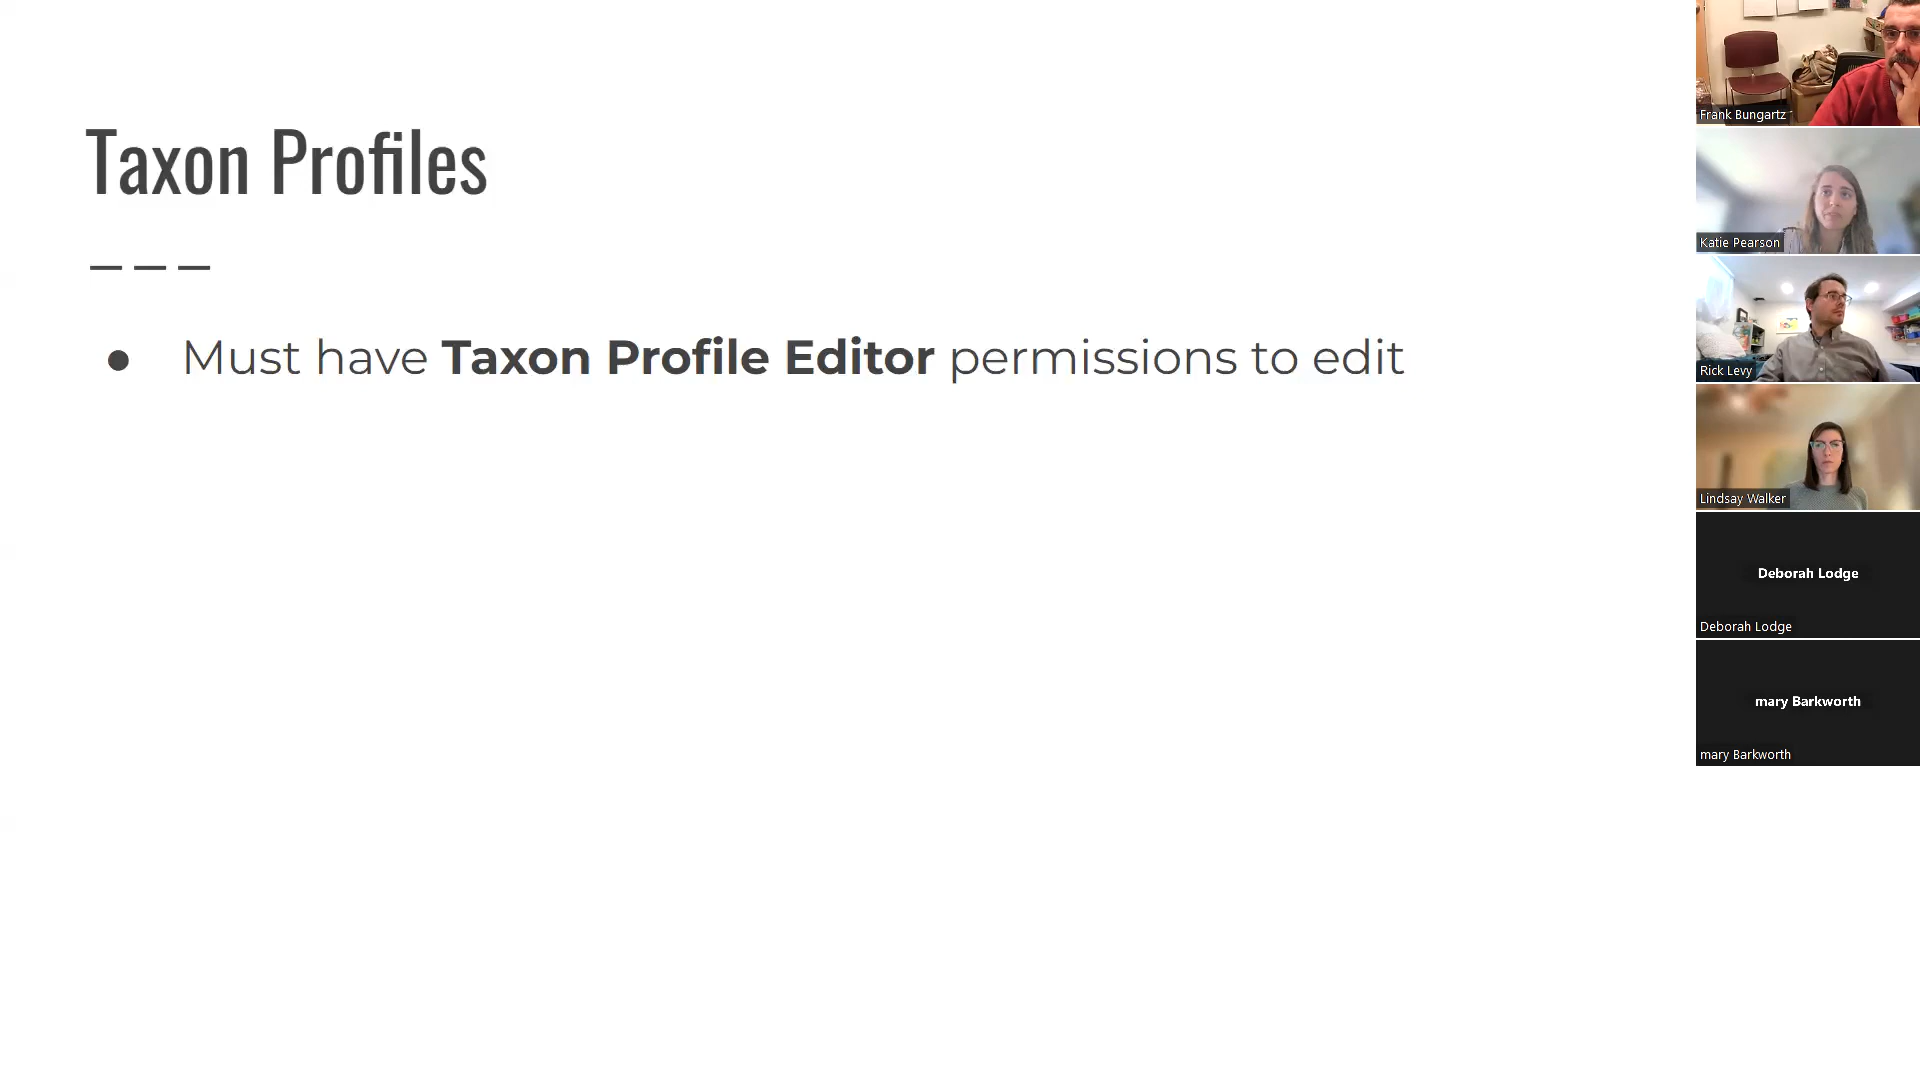 Taxon Profiles
● Must have Taxon Profile Editor permissions to edit
Frank Bungartz
Katie Pearson
Rick Levy
Lindsay Walker
Deborah Lodge
Deborah Lodge
mary Barkworth
mary Barkworth